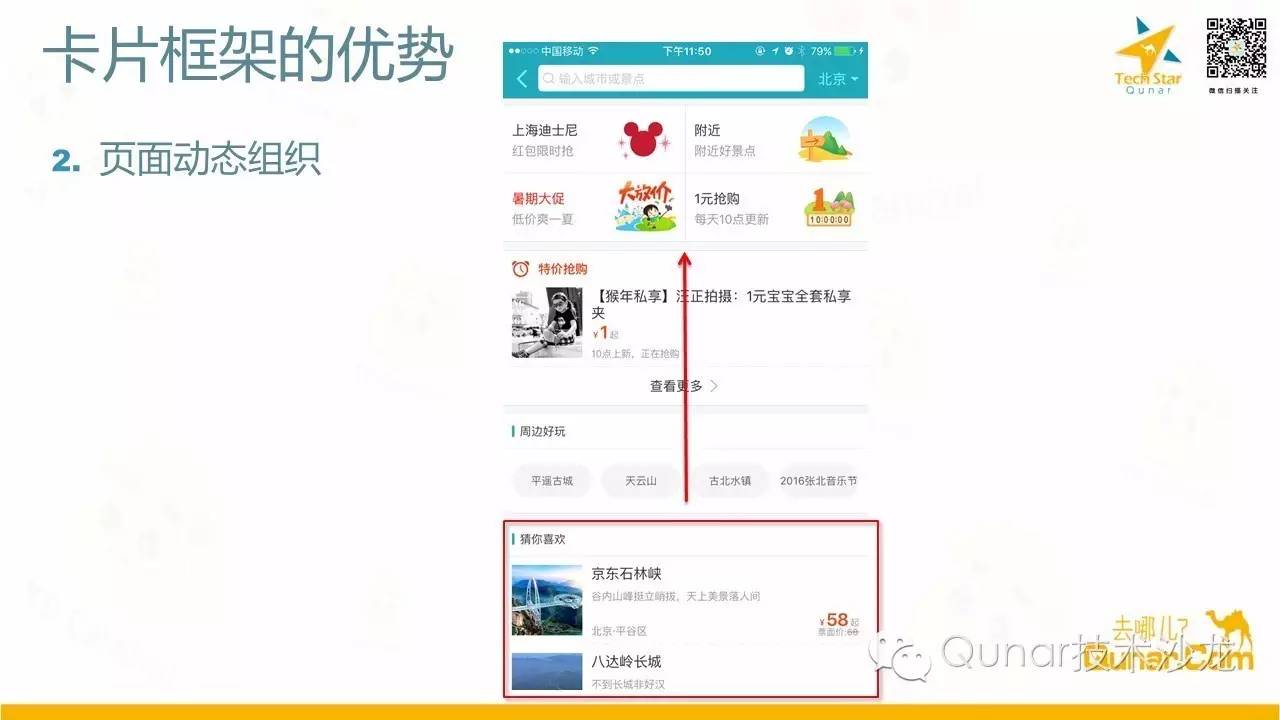 卡片框架的优势
Tech Star
Qunar
微信扫描关注
2. 页面动态组织
中国移动 下午11:50 79%
输入城市或景点 北京
上海迪士尼
红包限时抢
附近
附近好景点
暑期大促
低价爽一夏
大放价
1元抢购
每天10点更新
1
10:00:00
特价抢购
【猴年私享】汪正拍摄：1元宝宝全套私享
夹
¥1起
10点上新，正在抢购
查看更多
周边好玩
平遥古城 天云山 古北水镇 2016张北音乐节
猜你喜欢
京东石林峡
谷内山峰挺立峭拔，天上美景落人间
¥58起
北京·平谷区 票面价:68
八达岭长城
不到长城非好汉
去哪儿?
Qunar.Com
Qunar技术沙龙